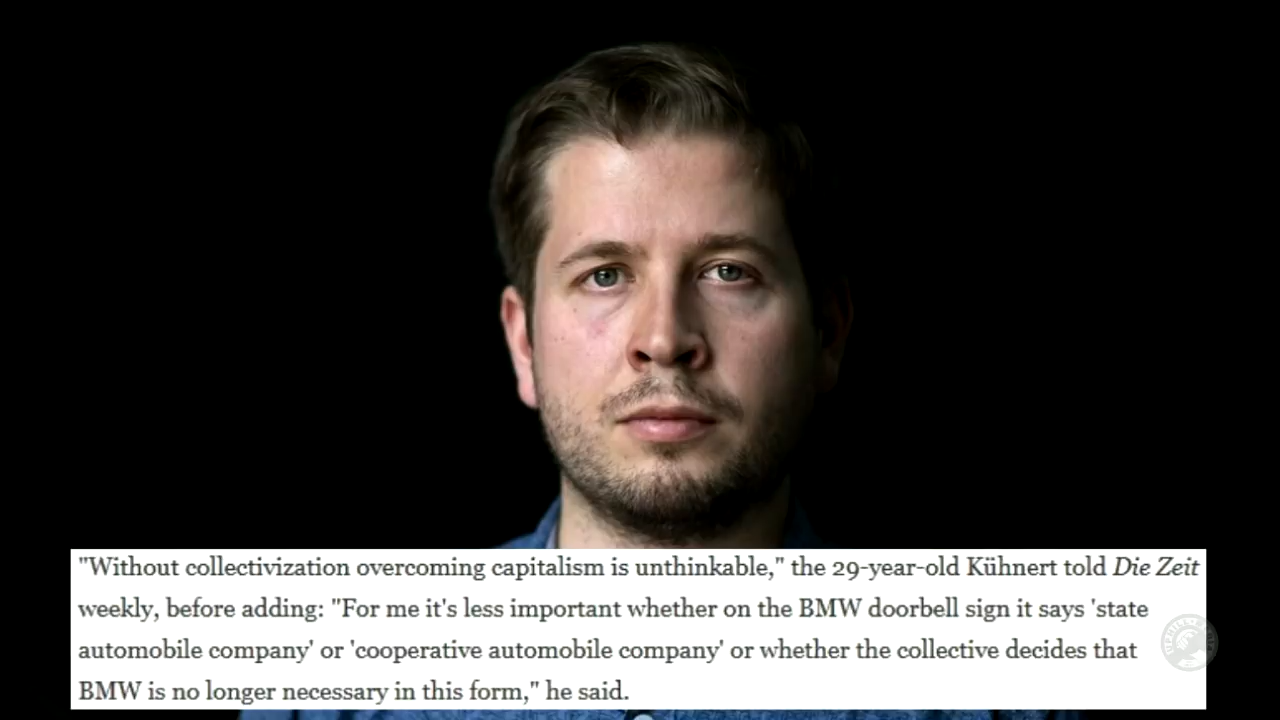 "Without collectivization overcoming capitalism is unthinkable," the 29-year-old Kühnert told Die Zeit
weekly, before adding: "For me it's less important whether on the BMW doorbell sign it says 'state
automobile company' or 'cooperative automobile company' or whether the collective decides that
BMW is no longer necessary in this form," he said.